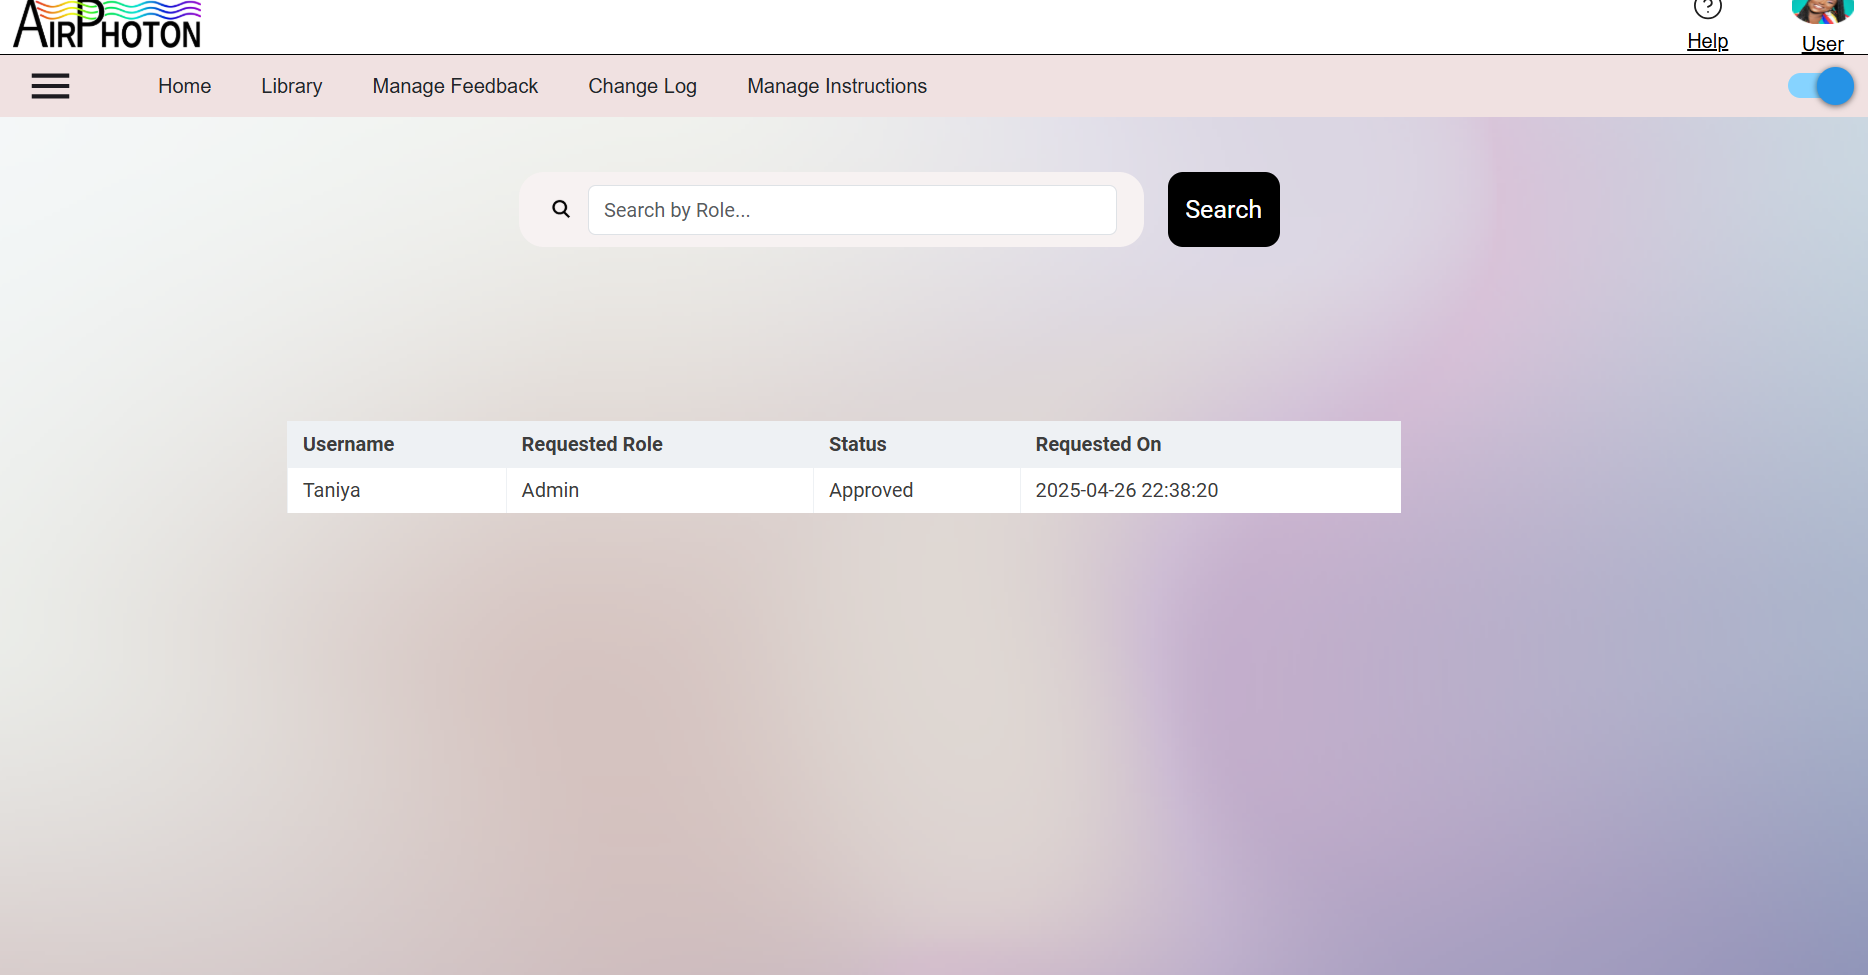 AIRPHOTON
?
Help
User
Home Library Manage Feedback Change Log Manage Instructions
Search by Role...
Search
Username Requested Role Status Requested On
Taniya Admin Approved 2025-04-26 22:38:20